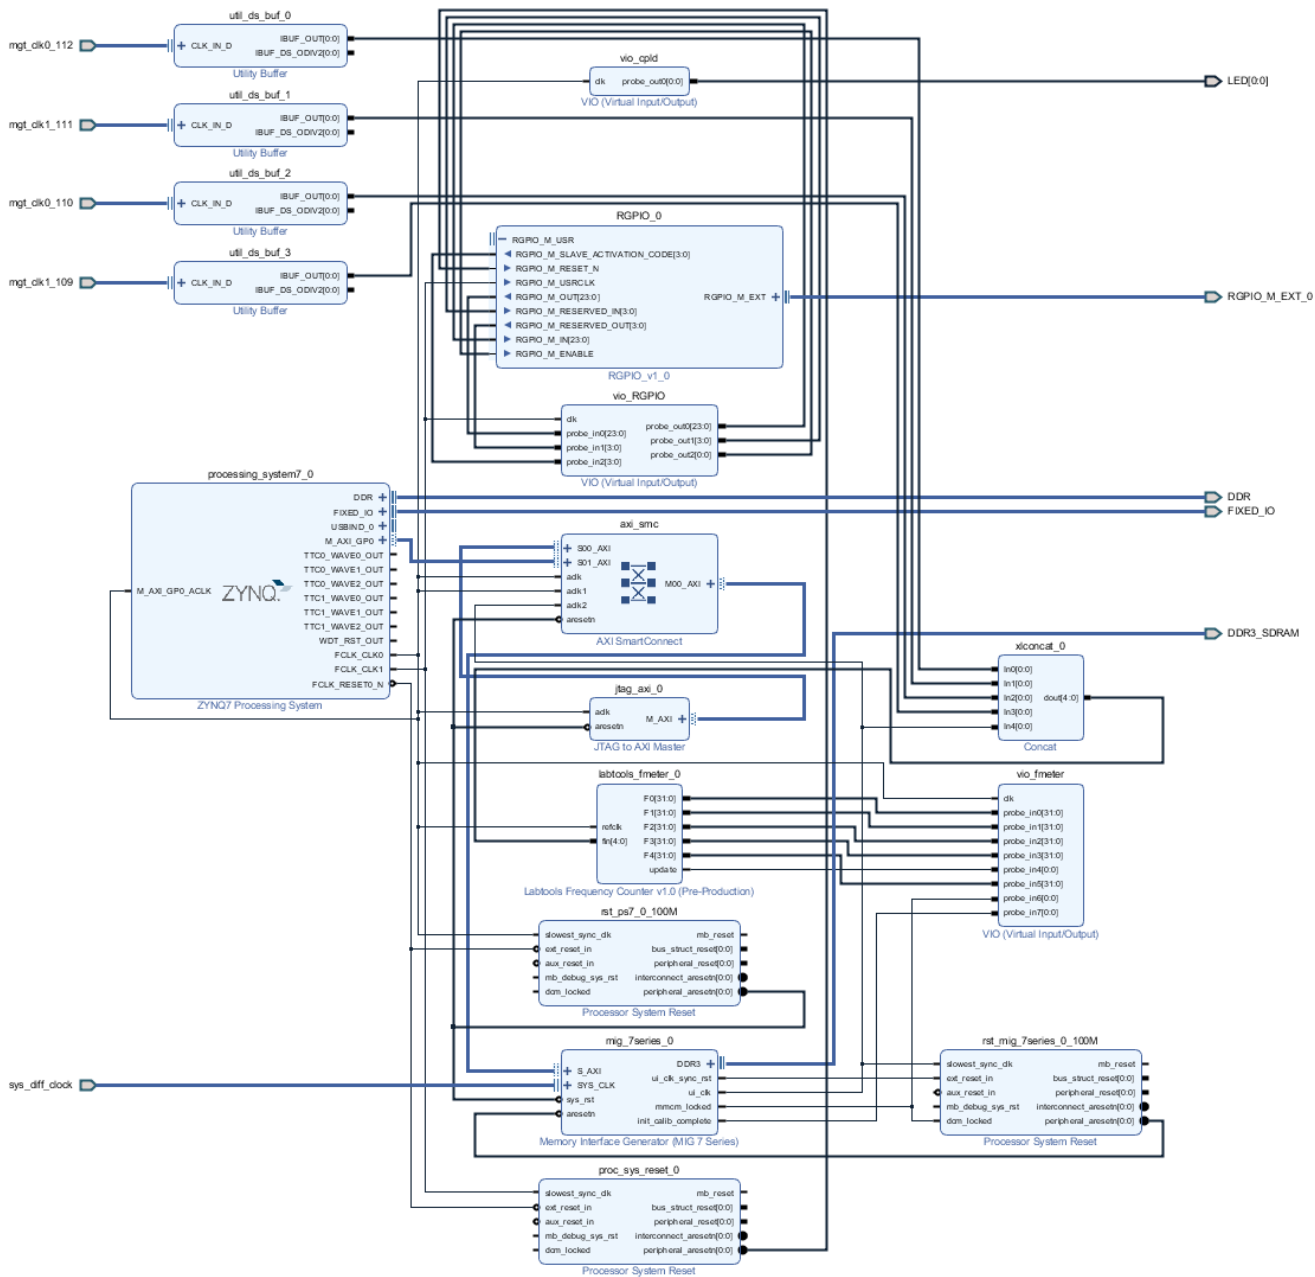 util_ds_buf_0
mgt_clk0_112
CLK_IN_D
IBUF_OUT[0:0]
IBUF_DS_ODIV2[0:0]
Utility Buffer
util_ds_buf_1
mgt_clk1_111
CLK_IN_D
IBUF_OUT[0:0]
IBUF_DS_ODIV2[0:0]
Utility Buffer
util_ds_buf_2
mgt_clk0_110
CLK_IN_D
IBUF_OUT[0:0]
IBUF_DS_ODIV2[0:0]
Utility Buffer
util_ds_buf_3
mgt_clk1_109
CLK_IN_D
IBUF_OUT[0:0]
IBUF_DS_ODIV2[0:0]
Utility Buffer
vio_cpld
clk
probe_out0[0:0]
VIO (Virtual Input/Output)
LED[0:0]
RGPIO_0
RGPIO_M_USR
RGPIO_M_SLAVE_ACTIVATION_CODE[3:0]
RGPIO_M_RESET_N
RGPIO_M_USRCLK
RGPIO_M_OUT[23:0]
RGPIO_M_RESERVED_IN[3:0]
RGPIO_M_RESERVED_OUT[3:0]
RGPIO_M_IN[23:0]
RGPIO_M_ENABLE
RGPIO_M_EXT
RGPIO_v1_0
RGPIO_M_EXT_0
vio_RGPIO
clk
probe_in0[23:0]
probe_in1[3:0]
probe_in2[3:0]
probe_out0[23:0]
probe_out1[3:0]
probe_out2[0:0]
VIO (Virtual Input/Output)
processing_system7_0
M_AXI_GP0_ACLK
ZYNQ
DDR
FIXED_IO
USBIND_0
M_AXI_GP0
TTC0_WAVE0_OUT
TTC0_WAVE1_OUT
TTC0_WAVE2_OUT
TTC1_WAVE0_OUT
TTC1_WAVE1_OUT
TTC1_WAVE2_OUT
WDT_RST_OUT
FCLK_CLK0
FCLK_CLK1
FCLK_RESET0_N
ZYNQ7 Processing System
DDR
FIXED_IO
axi_smc
S00_AXI
S01_AXI
aclk
aclk1
aclk2
aresetn
M00_AXI
AXI SmartConnect
DDR3_SDRAM
xlconcat_0
In0[0:0]
In1[0:0]
In2[0:0]
In3[0:0]
In4[0:0]
dout[4:0]
Concat
jtag_axi_0
aclk
aresetn
M_AXI
JTAG to AXI Master
labtools_fmeter_0
refclk
fin[4:0]
F0[31:0]
F1[31:0]
F2[31:0]
F3[31:0]
F4[31:0]
update
Labtools Frequency Counter v1.0 (Pre-Production)
vio_fmeter
clk
probe_in0[31:0]
probe_in1[31:0]
probe_in2[31:0]
probe_in3[31:0]
probe_in4[0:0]
probe_in5[31:0]
probe_in6[0:0]
probe_in7[0:0]
VIO (Virtual Input/Output)
rst_ps7_0_100M
slowest_sync_clk
ext_reset_in
aux_reset_in
mb_debug_sys_rst
dcm_locked
mb_reset
bus_struct_reset[0:0]
peripheral_reset[0:0]
interconnect_aresetn[0:0]
peripheral_aresetn[0:0]
Processor System Reset
mig_7series_0
sys_diff_clock
S_AXI
SYS_CLK
sys_rst
aresetn
DDR3
ui_clk_sync_rst
ui_clk
mmcm_locked
init_calib_complete
Memory Interface Generator (MIG 7 Series)
rst_mig_7series_0_100M
slowest_sync_clk
ext_reset_in
aux_reset_in
mb_debug_sys_rst
dcm_locked
mb_reset
bus_struct_reset[0:0]
peripheral_reset[0:0]
interconnect_aresetn[0:0]
peripheral_aresetn[0:0]
Processor System Reset
proc_sys_reset_0
slowest_sync_clk
ext_reset_in
aux_reset_in
mb_debug_sys_rst
dcm_locked
mb_reset
bus_struct_reset[0:0]
peripheral_reset[0:0]
interconnect_aresetn[0:0]
peripheral_aresetn[0:0]
Processor System Reset